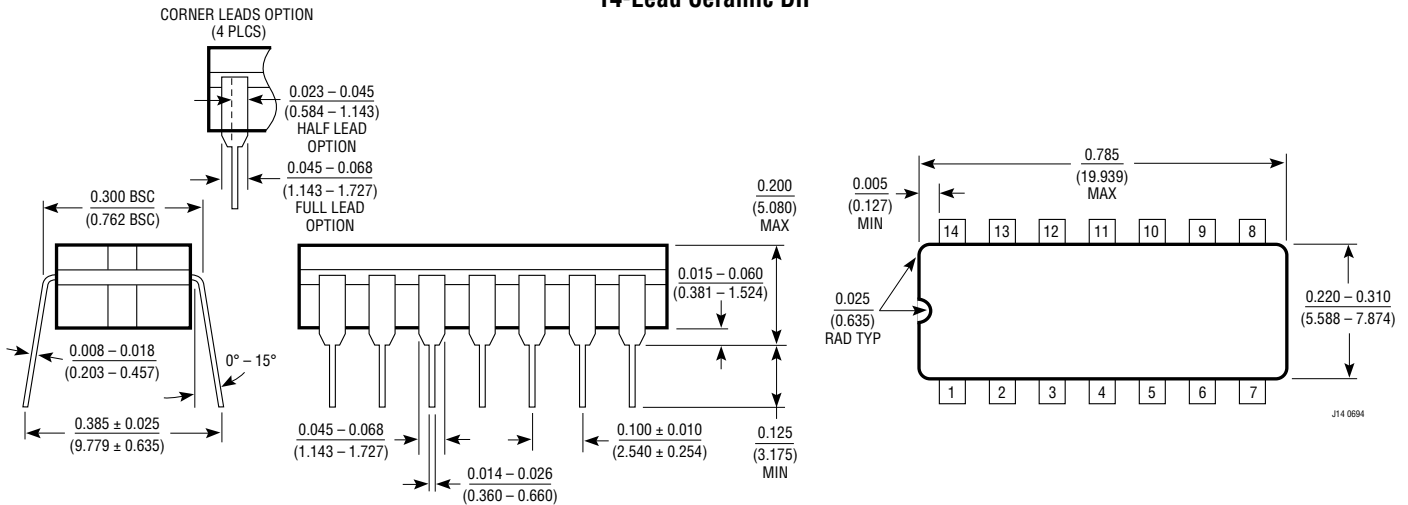 14-Lead Ceramic DIP
CORNER LEADS OPTION
(4 PLCS)
0.023 – 0.045
(0.584 – 1.143)
HALF LEAD
OPTION
0.045 – 0.068
(1.143 – 1.727)
FULL LEAD
OPTION
0.300 BSC
(0.762 BSC)
0.008 – 0.018
(0.203 – 0.457)
0° – 15°
0.385 ± 0.025
(9.779 ± 0.635)
0.200
(5.080)
MAX
0.015 – 0.060
(0.381 – 1.524)
0.045 – 0.068
(1.143 – 1.727)
0.014 – 0.026
(0.360 – 0.660)
0.100 ± 0.010
(2.540 ± 0.254)
0.125
(3.175)
MIN
0.785
(19.939)
MAX
0.005
(0.127)
MIN
14 13 12 11 10 9 8
0.025
(0.635)
RAD TYP
0.220 – 0.310
(5.588 – 7.874)
1 2 3 4 5 6 7
J14 0694